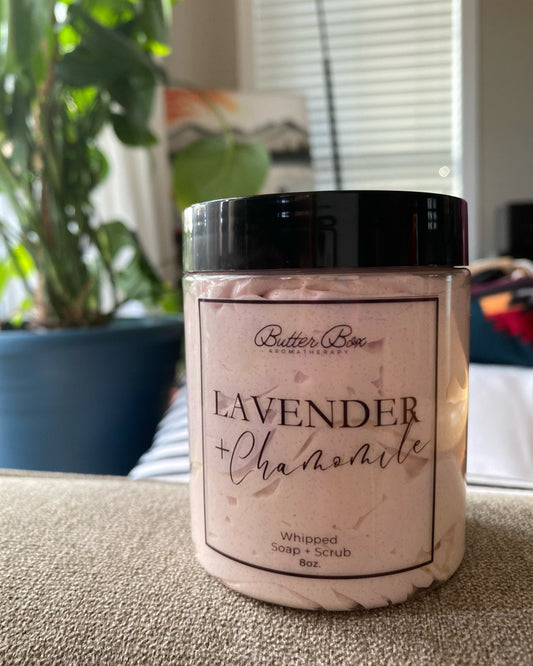 Butter Box
AROMATHERAPY
LAVENDER
+Chamomile
Whipped
Soap + Scrub
8oz.